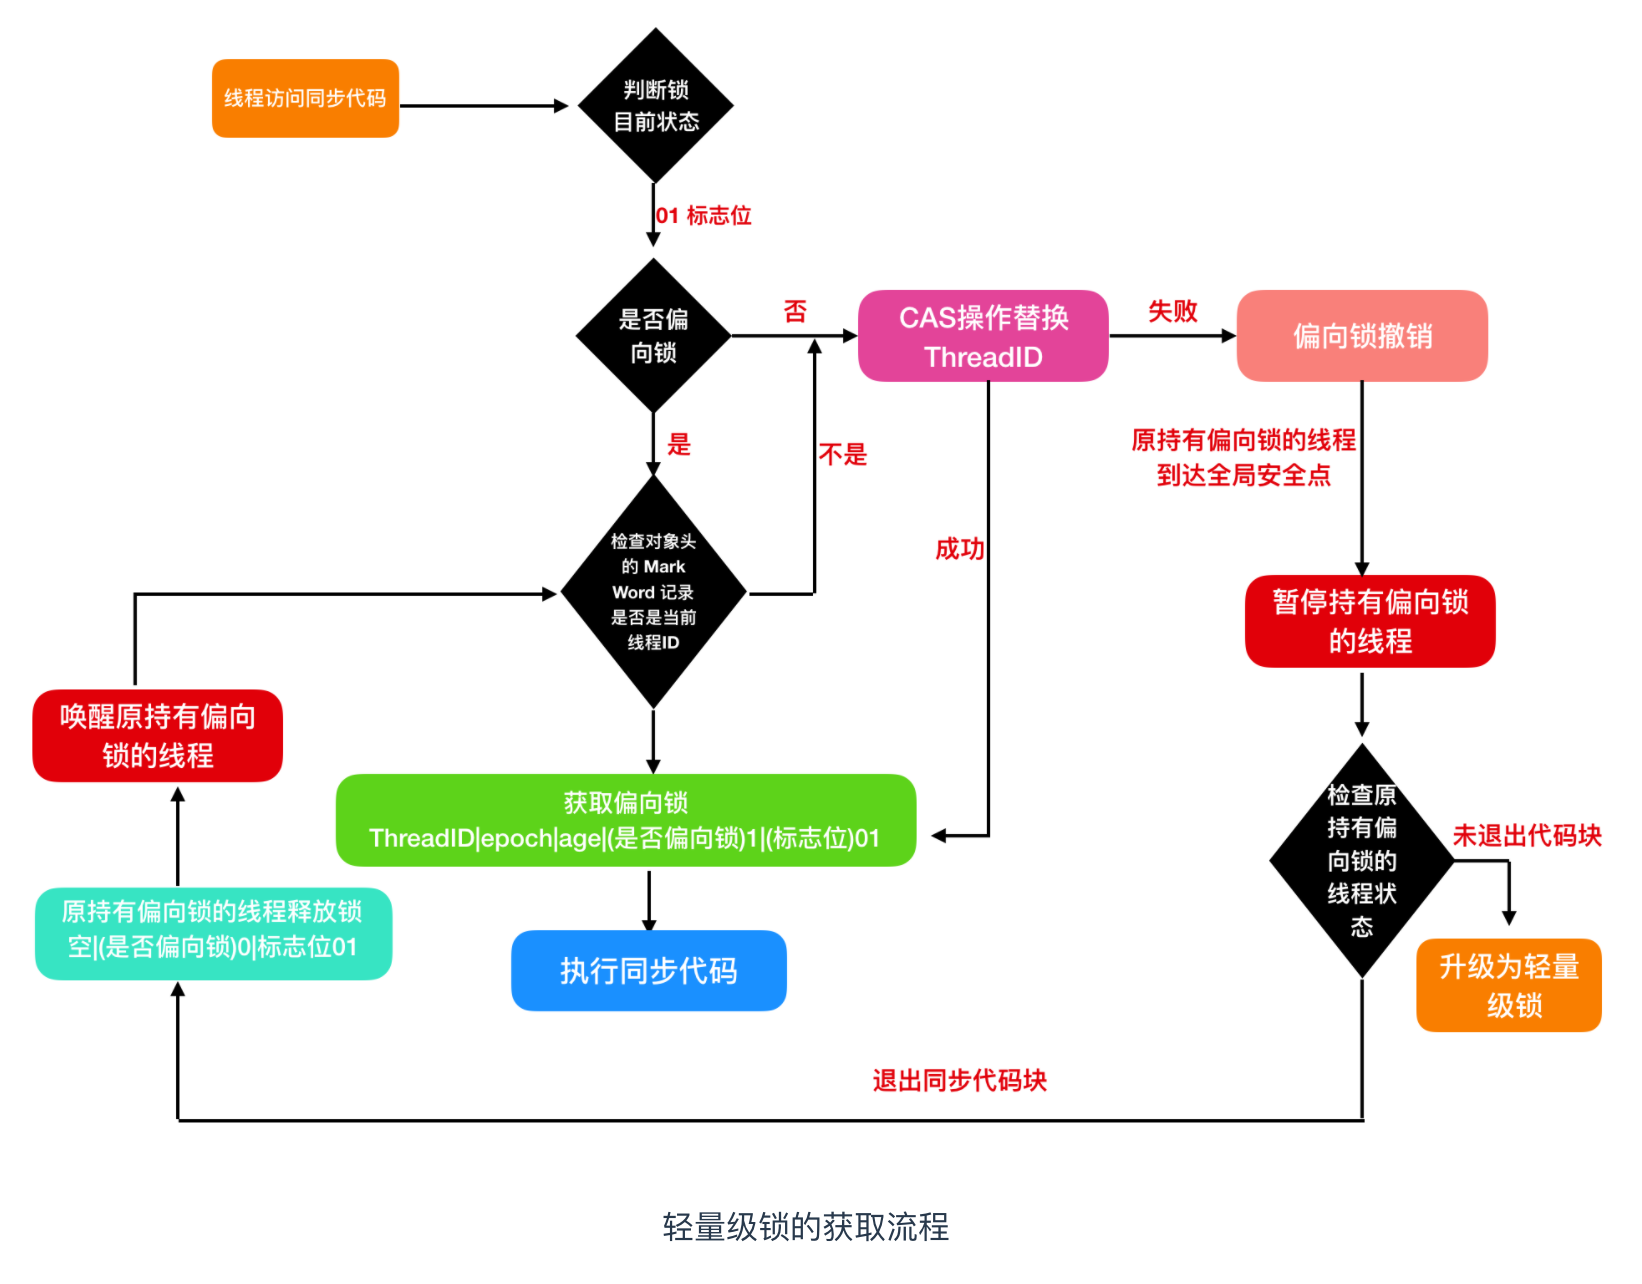 线程访问同步代码
判断锁
目前状态
01 标志位
是否偏
向锁
否
CAS操作替换
ThreadID
失败
偏向锁撤销
是
不是
原持有偏向锁的线程
到达全局安全点
成功
检查对象头
的 Mark
Word 记录
是否是当前
线程ID
暂停持有偏向锁
的线程
唤醒原持有偏向
锁的线程
获取偏向锁
ThreadID|epoch|age|(是否偏向锁)1|(标志位)01
检查原
持有偏
向锁的
线程状
态
未退出代码块
原持有偏向锁的线程释放锁
空|(是否偏向锁)0|标志位01
执行同步代码
升级为轻量
级锁
退出同步代码块
轻量级锁的获取流程